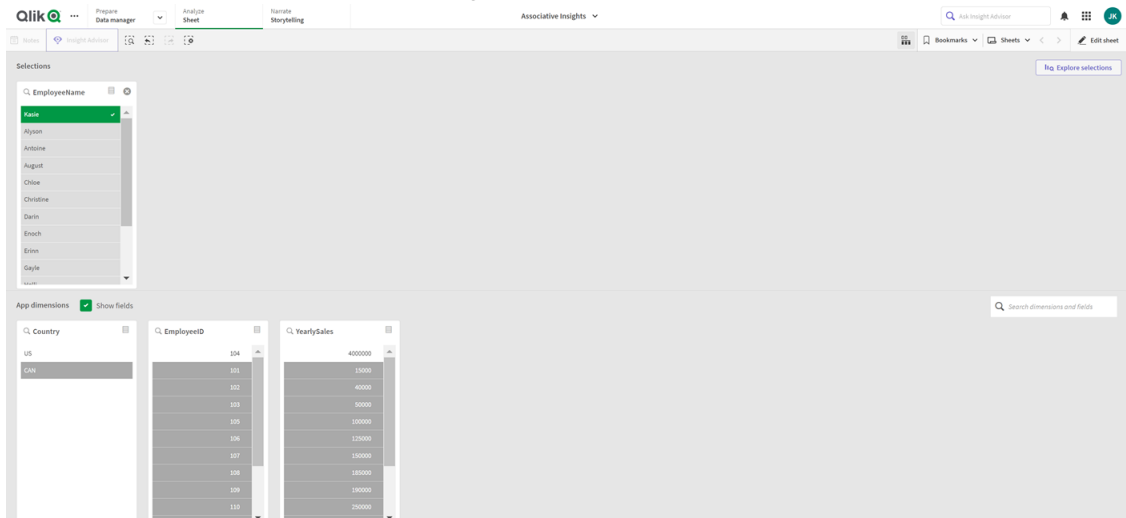 Qlik
Prepare
Data manager
Analyze
Sheet
Narrate
Storytelling
Associative Insights
Ask Insight Advisor
JK
Notes
Insight Advisor
Bookmarks
Sheets
Edit sheet
Selections
Explore selections
EmployeeName
Kasie
Alyson
Antoine
August
Chloe
Christine
Darin
Enoch
Erinn
Gayle
App dimensions
Show fields
Search dimensions and fields
Country
US
CAN
EmployeeID
104
101
102
103
105
106
107
108
109
110
YearlySales
4000000
15000
40000
50000
100000
125000
150000
185000
190000
250000